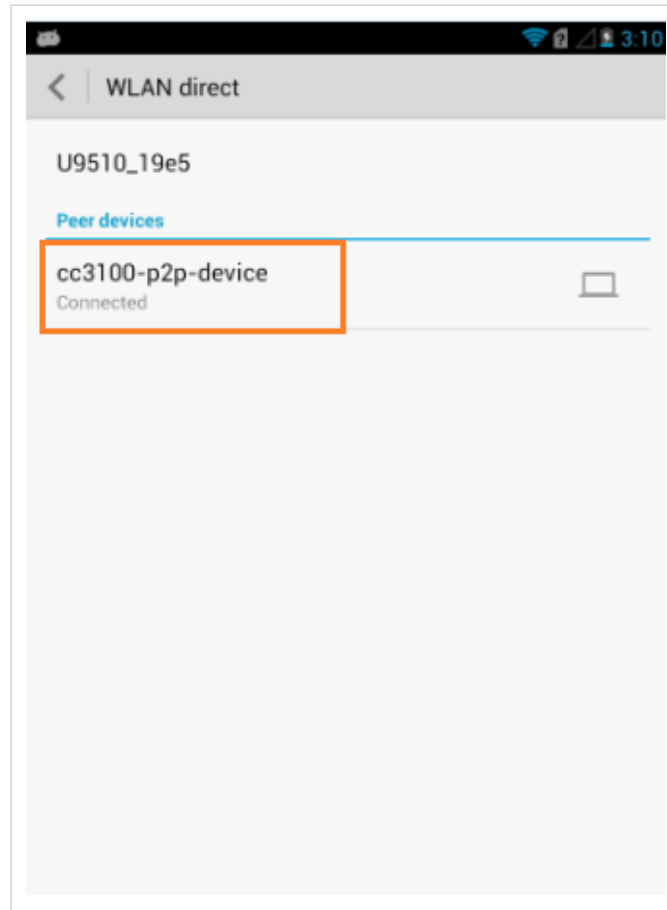 3:10
WLAN direct
U9510_19e5
Peer devices
cc3100-p2p-device
Connected